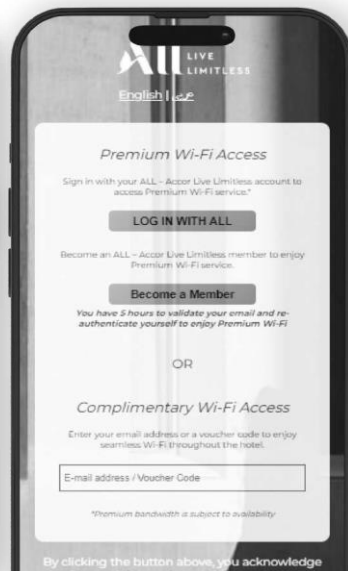 ALL LIVE
LIMITLESS
English | عربي
Premium Wi-Fi Access
Sign in with your ALL – Accor Live Limitless account to
access Premium Wi-Fi service.*
LOG IN WITH ALL
Become an ALL – Accor Live Limitless member to enjoy
Premium Wi-Fi service.
Become a Member
You have 5 hours to validate your email and re-
authenticate yourself to enjoy Premium Wi-Fi
OR
Complimentary Wi-Fi Access
Enter your email address or a voucher code to enjoy
seamless Wi-Fi throughout the hotel.
E-mail address / Voucher Code
*Premium bandwidth is subject to availability
By clicking the button above, you acknowledge